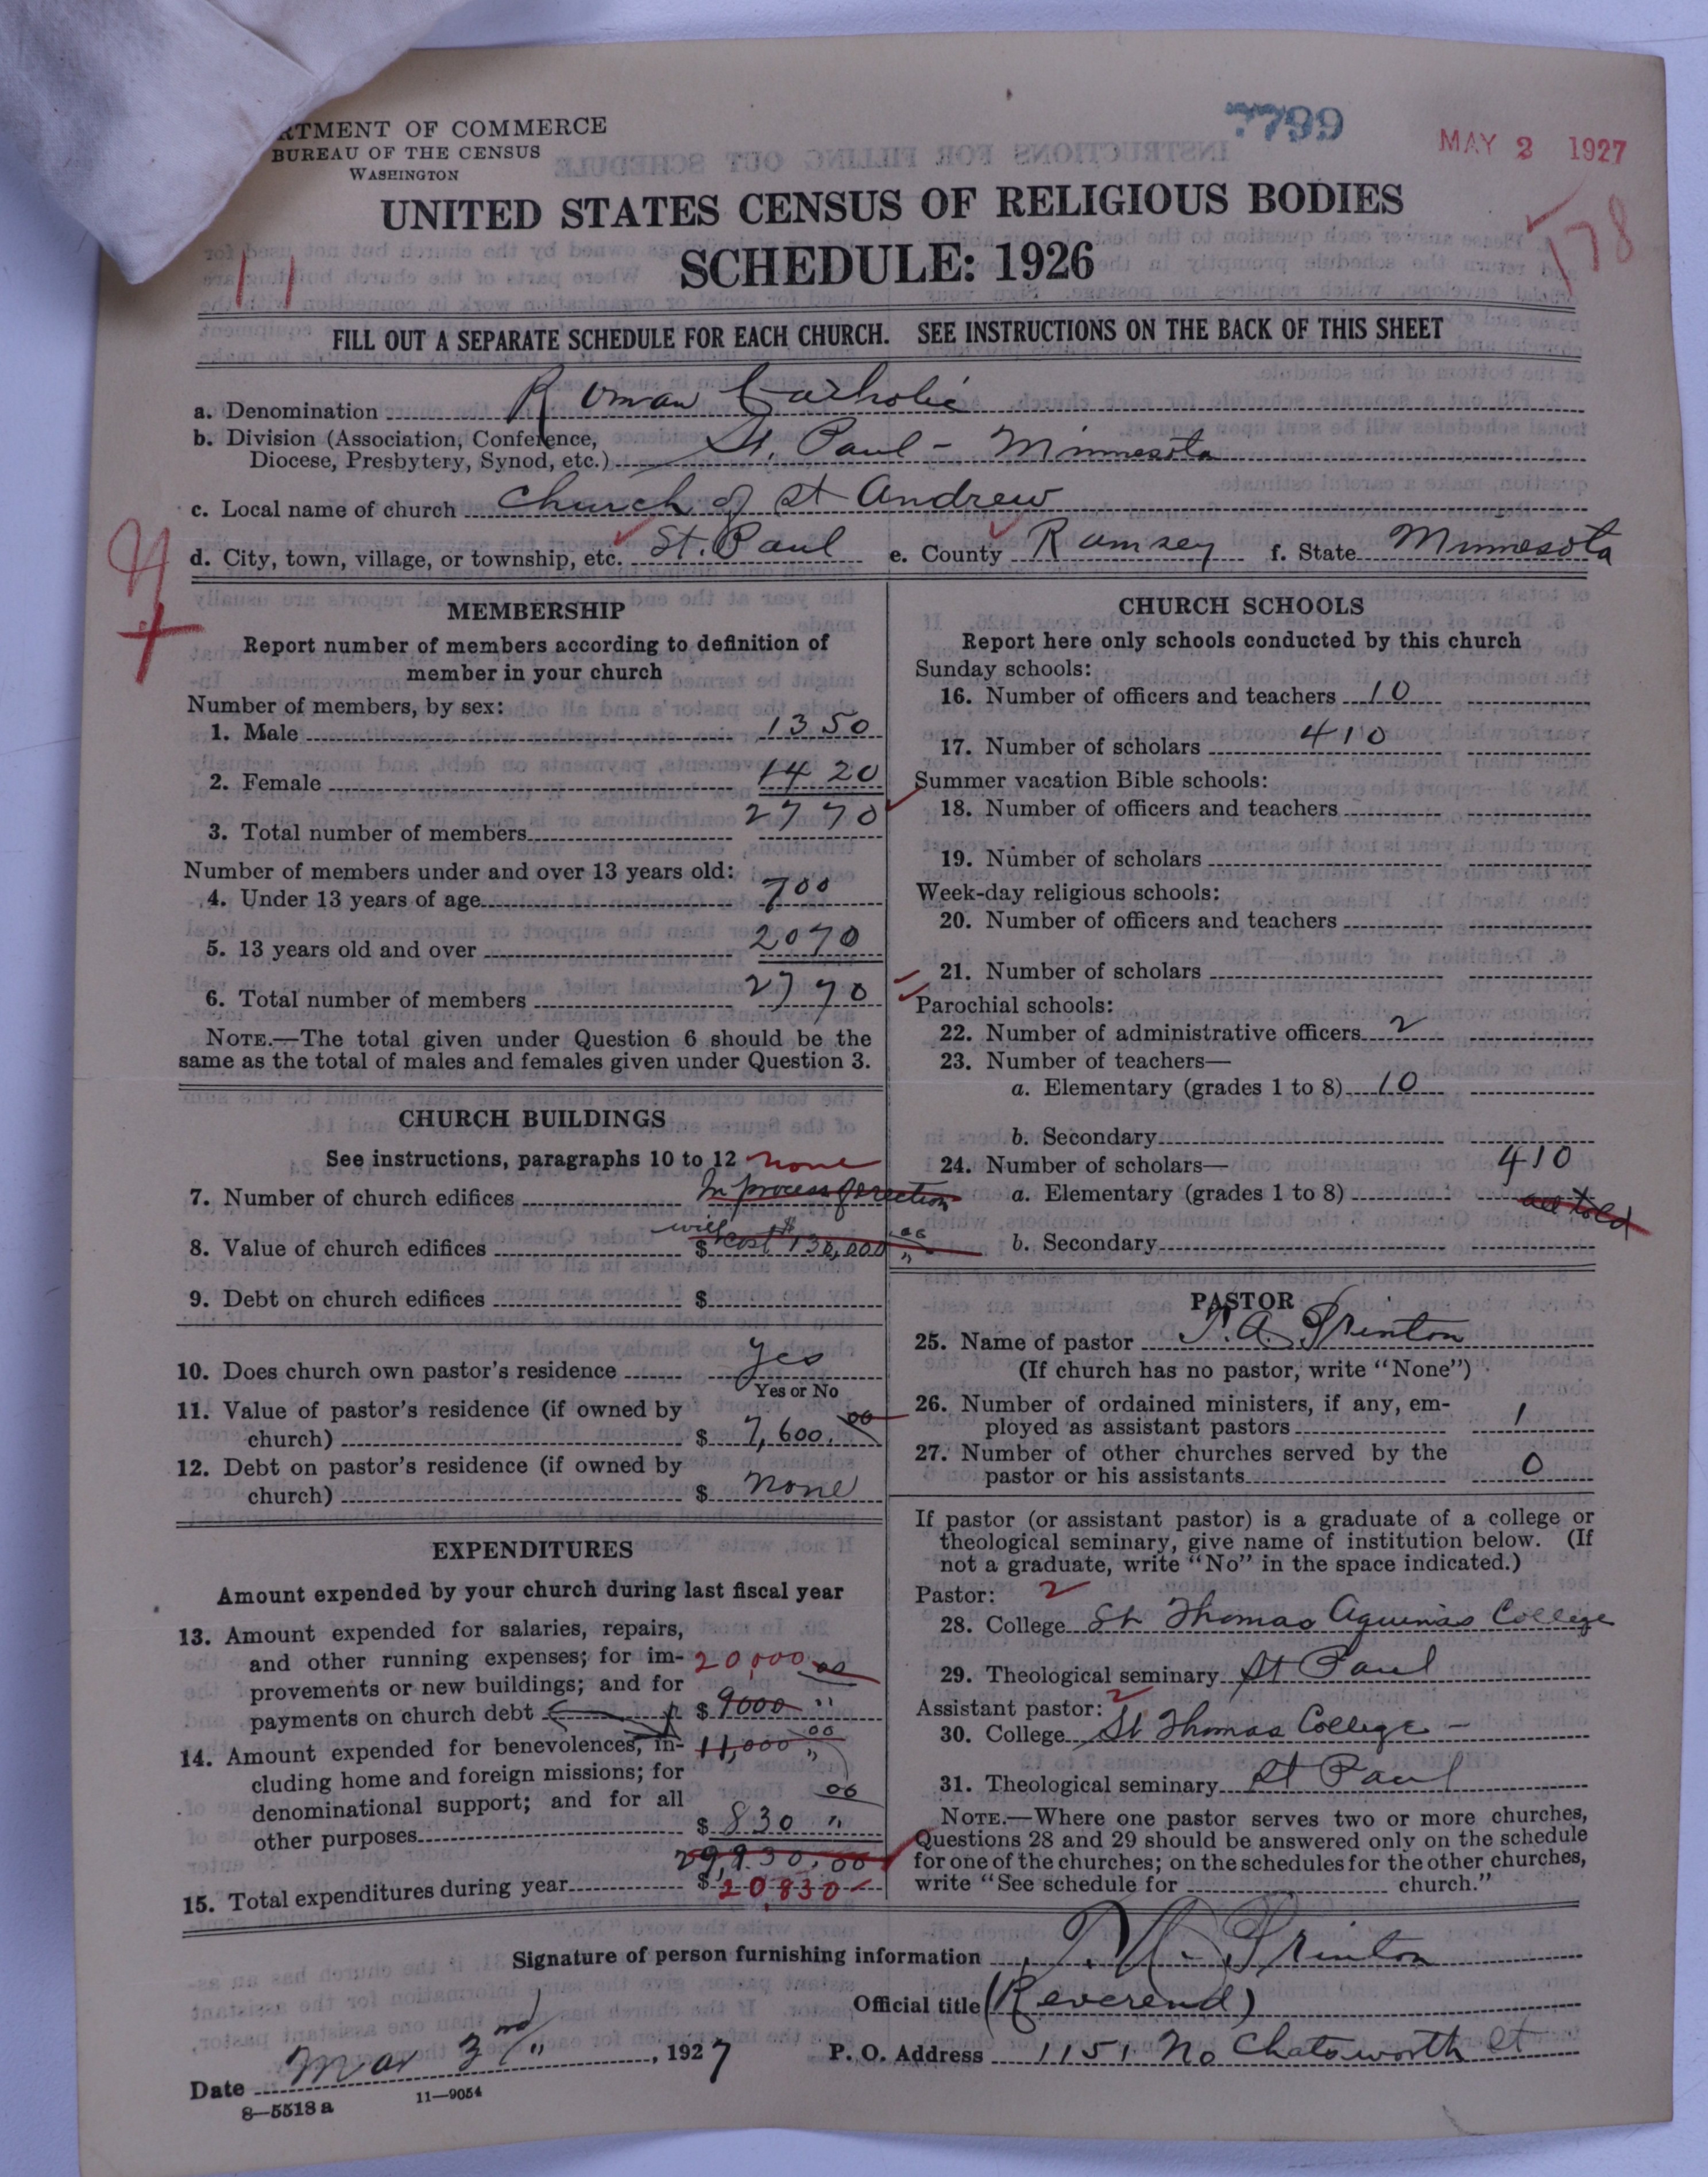 RTMENT OF COMMERCE
BUREAU OF THE CENSUS
WASHINGTON
7799
MAY 2 1927
178
UNITED STATES CENSUS OF RELIGIOUS BODIES
SCHEDULE: 1926
11
FILL OUT A SEPARATE SCHEDULE FOR EACH CHURCH. SEE INSTRUCTIONS ON THE BACK OF THIS SHEET
a. Denomination Roman Catholic
b. Division (Association, Conference,
Diocese, Presbytery, Synod, etc.) St. Paul - Minnesota
c. Local name of church Church of St Andrew
d. City, town, village, or township, etc. St. Paul e. County Ramsey f. State Minnesota
MEMBERSHIP
Report number of members according to definition of
member in your church
Number of members, by sex:
1. Male 1350
2. Female 1420
3. Total number of members 2770
Number of members under and over 13 years old:
4. Under 13 years of age 700
5. 13 years old and over 2070
6. Total number of members 2770
NOTE.—The total given under Question 6 should be the
same as the total of males and females given under Question 3.
CHURCH BUILDINGS
See instructions, paragraphs 10 to 12 none
7. Number of church edifices In process of erection
8. Value of church edifices $ will cost $130,000 00
9. Debt on church edifices $
10. Does church own pastor's residence Yes
Yes or No
11. Value of pastor's residence (if owned by
church) $ 7,600.00
12. Debt on pastor's residence (if owned by
church) $ None
EXPENDITURES
Amount expended by your church during last fiscal year
13. Amount expended for salaries, repairs,
and other running expenses; for im- 20,000 00
provements or new buildings; and for
payments on church debt $ 9000 "
14. Amount expended for benevolences, in- 11,000 00
cluding home and foreign missions; for
denominational support; and for all 00
other purposes $ 830 "
29,930.00
15. Total expenditures during year $ 20,830
CHURCH SCHOOLS
Report here only schools conducted by this church
Sunday schools:
16. Number of officers and teachers 10
17. Number of scholars 410
Summer vacation Bible schools:
18. Number of officers and teachers
19. Number of scholars
Week-day religious schools:
20. Number of officers and teachers
21. Number of scholars
Parochial schools:
22. Number of administrative officers 2
23. Number of teachers—
a. Elementary (grades 1 to 8) 10
b. Secondary
24. Number of scholars— 410
a. Elementary (grades 1 to 8) all told
b. Secondary
PASTOR
25. Name of pastor T. A. Printon
(If church has no pastor, write "None")
26. Number of ordained ministers, if any, em-
ployed as assistant pastors 1
27. Number of other churches served by the
pastor or his assistants 0
If pastor (or assistant pastor) is a graduate of a college or
theological seminary, give name of institution below. (If
not a graduate, write "No" in the space indicated.)
Pastor: 2
28. College St. Thomas Aquinas College
29. Theological seminary St Paul
Assistant pastor: 2
30. College St Thomas College -
31. Theological seminary St Paul
NOTE.—Where one pastor serves two or more churches,
Questions 28 and 29 should be answered only on the schedule
for one of the churches; on the schedules for the other churches,
write "See schedule for church."
Signature of person furnishing information T. A. Printon
Official title (Reverend)
Date Mar 3rd, 1927 P. O. Address 1151 No Chatsworth St
8—5518 a 11—9054